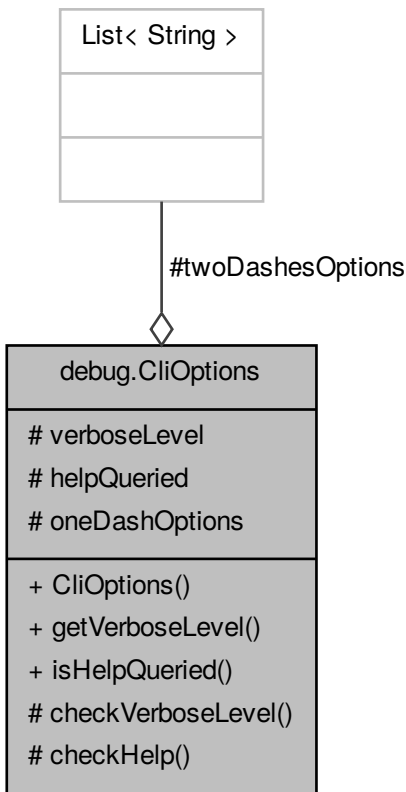 List< String >
#twoDashesOptions
debug.CliOptions
# verboseLevel
# helpQueried
# oneDashOptions
+ CliOptions()
+ getVerboseLevel()
+ isHelpQueried()
# checkVerboseLevel()
# checkHelp()